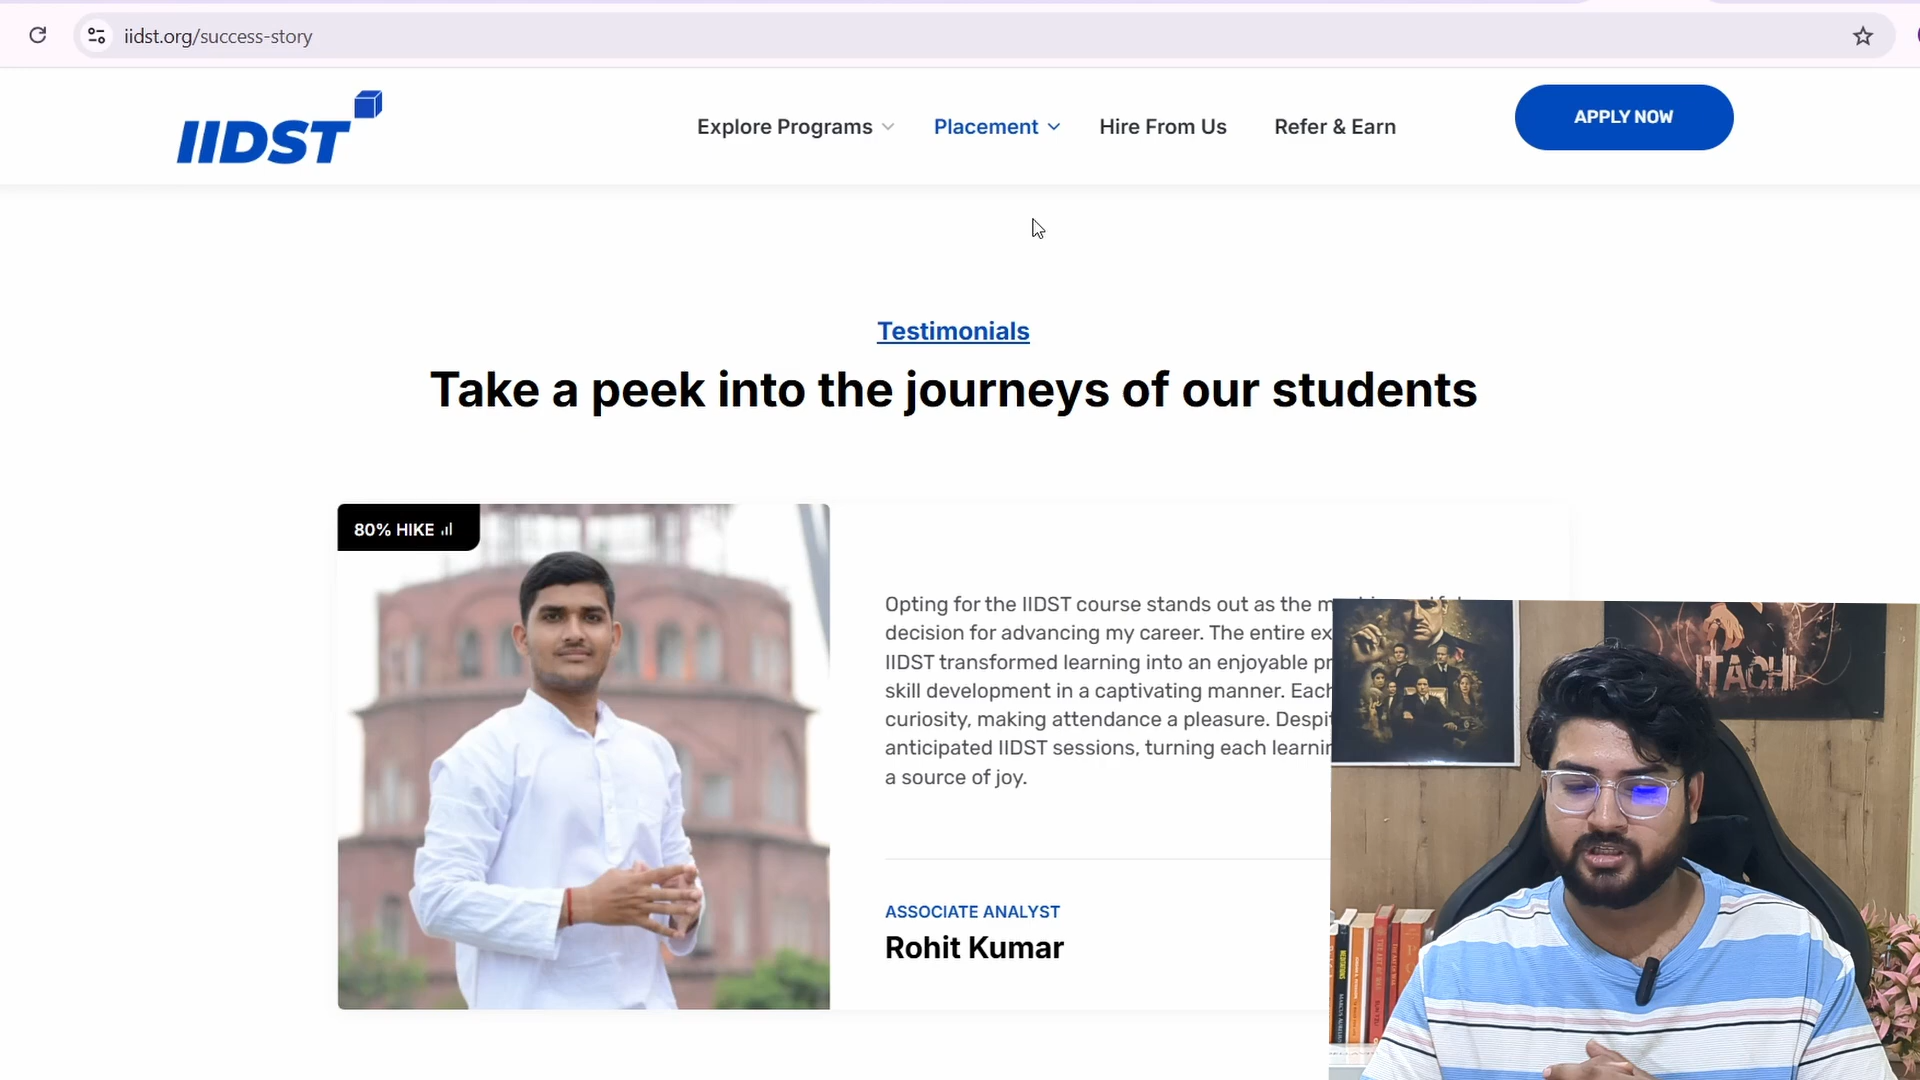 iidst.org/success-story
IIDST
Explore Programs
Placement
Hire From Us
Refer & Earn
APPLY NOW
Testimonials
Take a peek into the journeys of our students
80% HIKE
Opting for the IIDST course stands out as the
decision for advancing my career. The entire
IIDST transformed learning into an enjoyable
skill development in a captivating manner. Each
curiosity, making attendance a pleasure.
anticipated IIDST sessions, turning each
a source of joy.
ASSOCIATE ANALYST
Rohit Kumar
ITACHI